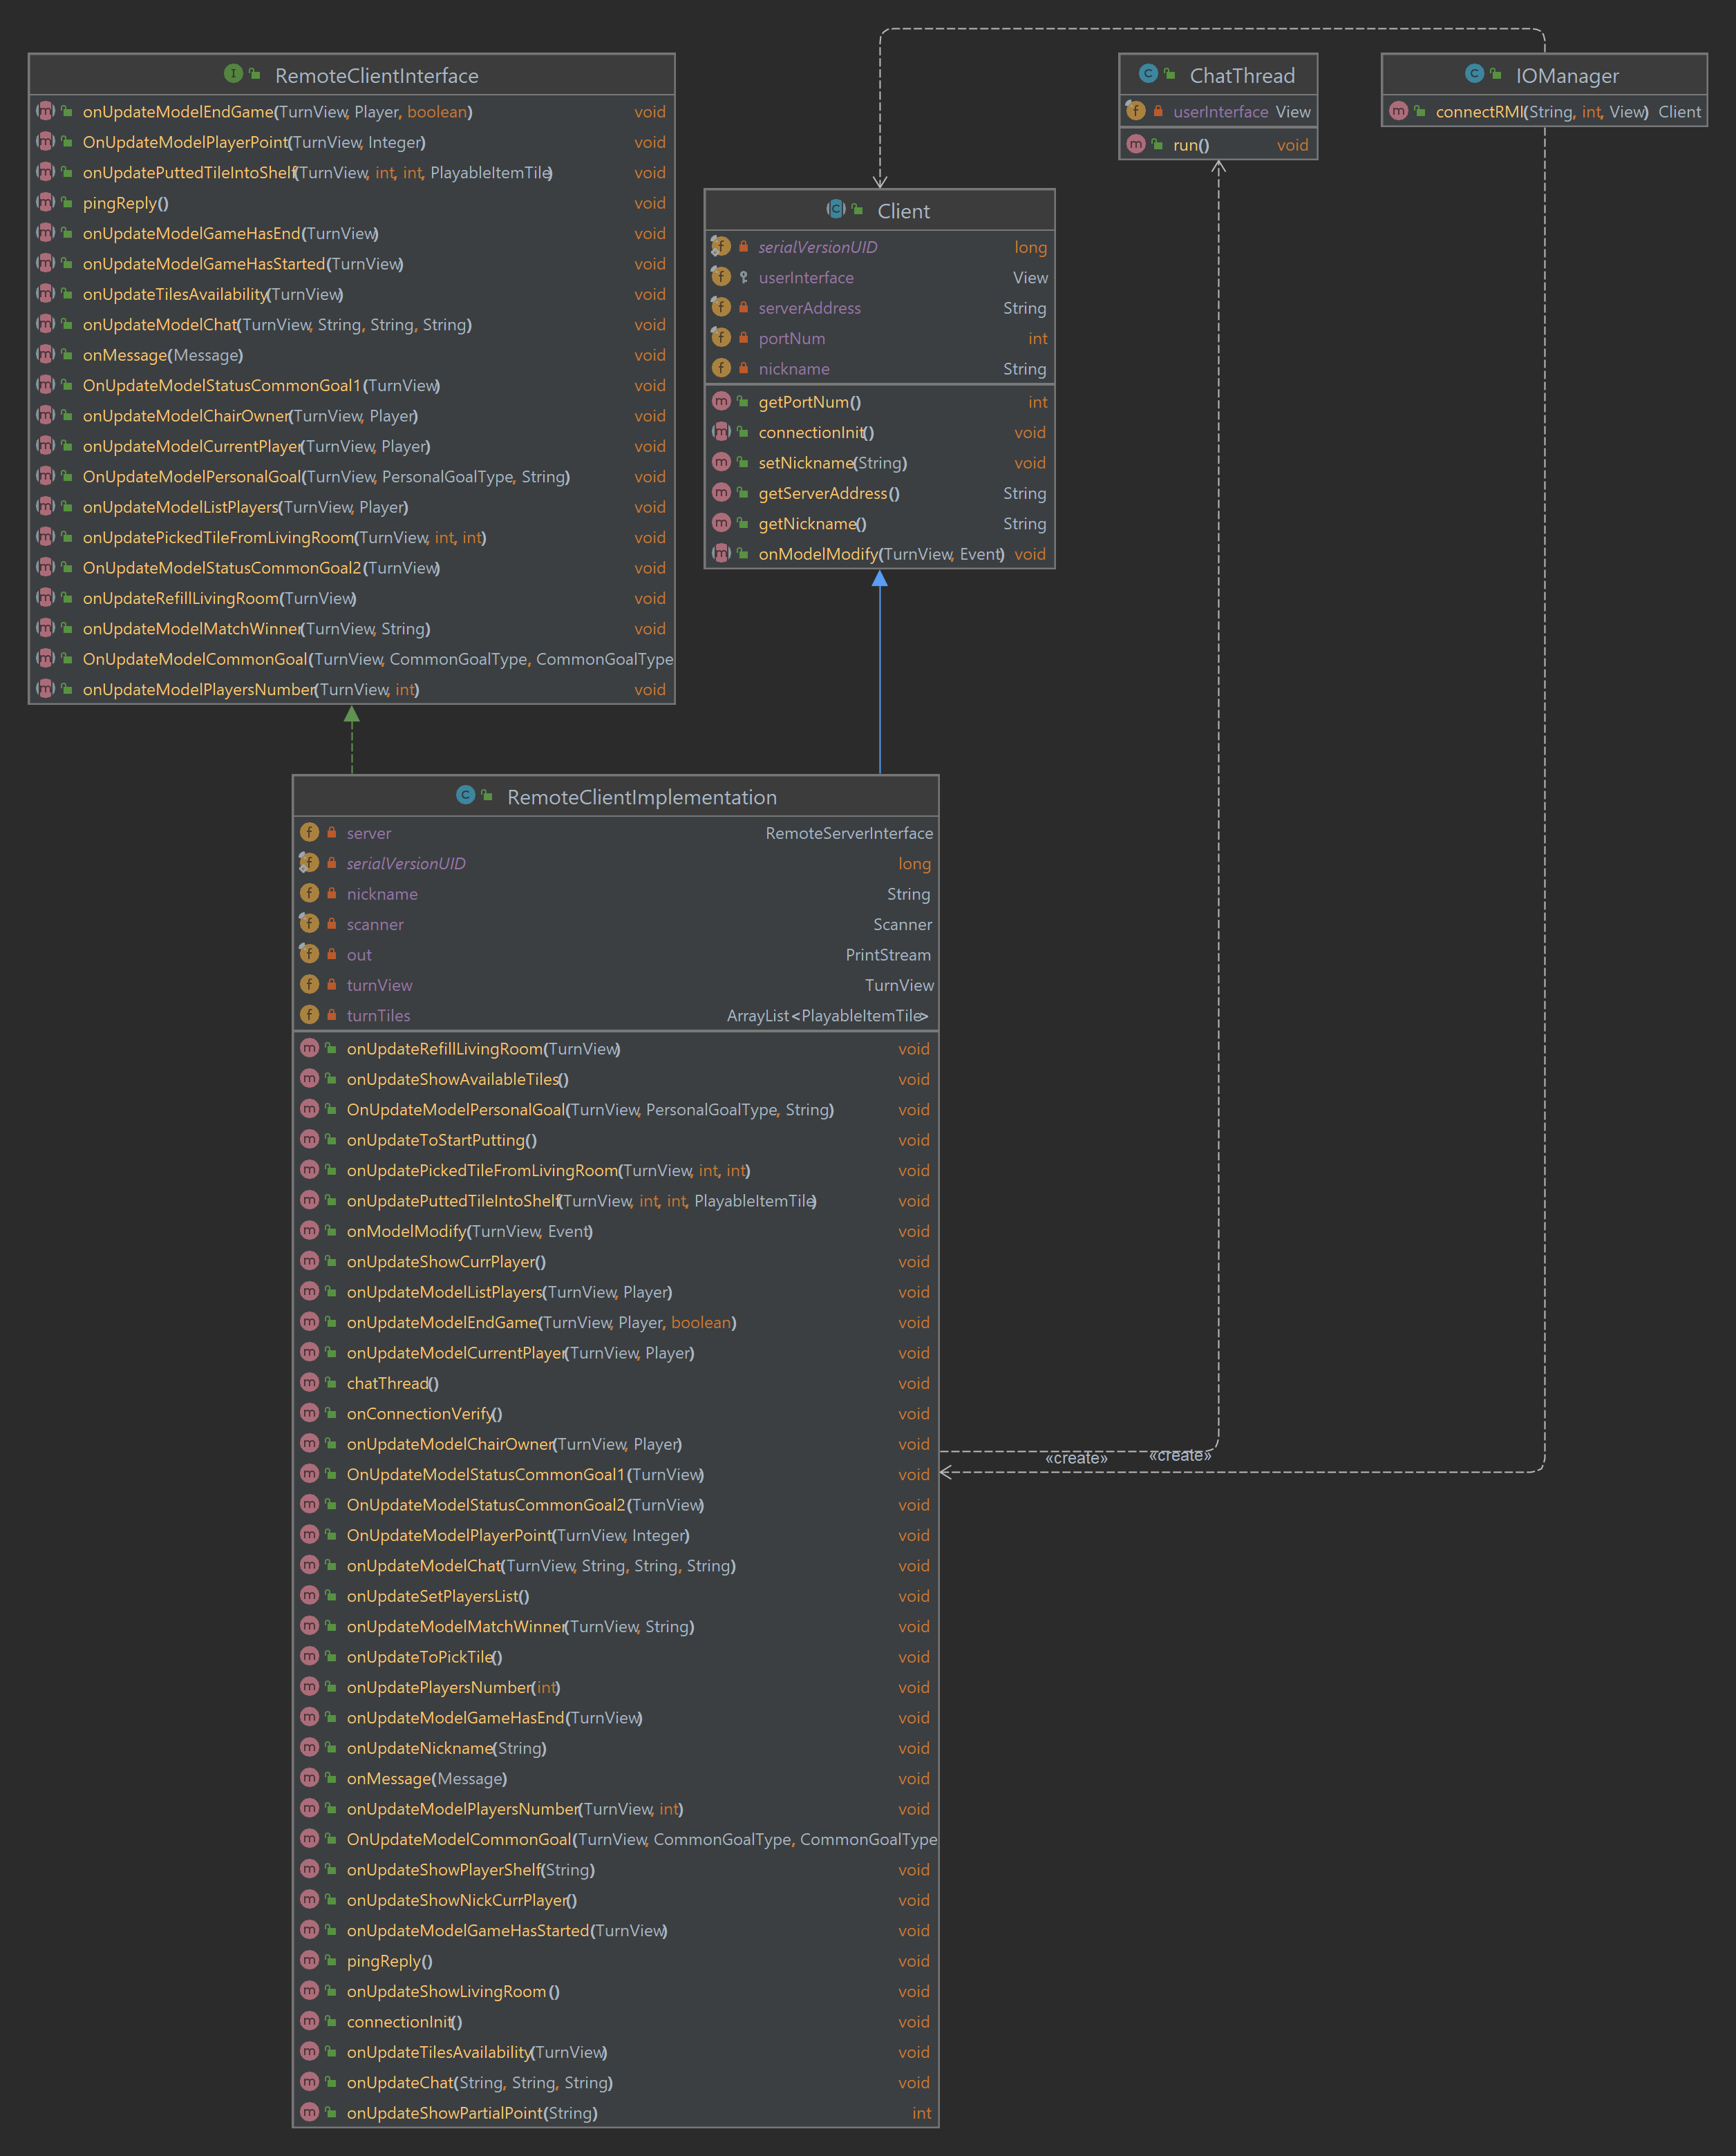 RemoteClientInterface
onUpdateModelEndGame(TurnView, Player, boolean) void
OnUpdateModelPlayerPoint(TurnView, Integer) void
onUpdatePuttedTileIntoShelf(TurnView, int, int, PlayableItemTile) void
pingReply() void
onUpdateModelGameHasEnd(TurnView) void
onUpdateModelGameHasStarted(TurnView) void
onUpdateTilesAvailability(TurnView) void
onUpdateModelChat(TurnView, String, String, String) void
onMessage(Message) void
OnUpdateModelStatusCommonGoal1(TurnView) void
onUpdateModelChairOwner(TurnView, Player) void
onUpdateModelCurrentPlayer(TurnView, Player) void
OnUpdateModelPersonalGoal(TurnView, PersonalGoalType, String) void
onUpdateModelListPlayers(TurnView, Player) void
onUpdatePickedTileFromLivingRoom(TurnView, int, int) void
OnUpdateModelStatusCommonGoal2(TurnView) void
onUpdateRefillLivingRoom(TurnView) void
onUpdateModelMatchWinner(TurnView, String) void
OnUpdateModelCommonGoal(TurnView, CommonGoalType, CommonGoalType
onUpdateModelPlayersNumber(TurnView, int) void
Client
serialVersionUID long
userInterface View
serverAddress String
portNum int
nickname String
getPortNum() int
connectionInit() void
setNickname(String) void
getServerAddress() String
getNickname() String
onModelModify(TurnView, Event) void
ChatThread
userInterface View
run() void
IOManager
connectRMI(String, int, View) Client
RemoteClientImplementation
server RemoteServerInterface
serialVersionUID long
nickname String
scanner Scanner
out PrintStream
turnView TurnView
turnTiles ArrayList<PlayableItemTile>
onUpdateRefillLivingRoom(TurnView) void
onUpdateShowAvailableTiles() void
OnUpdateModelPersonalGoal(TurnView, PersonalGoalType, String) void
onUpdateToStartPutting() void
onUpdatePickedTileFromLivingRoom(TurnView, int, int) void
onUpdatePuttedTileIntoShelf(TurnView, int, int, PlayableItemTile) void
onModelModify(TurnView, Event) void
onUpdateShowCurrPlayer() void
onUpdateModelListPlayers(TurnView, Player) void
onUpdateModelEndGame(TurnView, Player, boolean) void
onUpdateModelCurrentPlayer(TurnView, Player) void
chatThread() void
onConnectionVerify() void
onUpdateModelChairOwner(TurnView, Player) void
OnUpdateModelStatusCommonGoal1(TurnView) void
OnUpdateModelStatusCommonGoal2(TurnView) void
OnUpdateModelPlayerPoint(TurnView, Integer) void
onUpdateModelChat(TurnView, String, String, String) void
onUpdateSetPlayersList() void
onUpdateModelMatchWinner(TurnView, String) void
onUpdateToPickTile() void
onUpdatePlayersNumber(int) void
onUpdateModelGameHasEnd(TurnView) void
onUpdateNickname(String) void
onMessage(Message) void
onUpdateModelPlayersNumber(TurnView, int) void
OnUpdateModelCommonGoal(TurnView, CommonGoalType, CommonGoalType
onUpdateShowPlayerShelf(String) void
onUpdateShowNickCurrPlayer() void
onUpdateModelGameHasStarted(TurnView) void
pingReply() void
onUpdateShowLivingRoom() void
connectionInit() void
onUpdateTilesAvailability(TurnView) void
onUpdateChat(String, String, String) void
onUpdateShowPartialPoint(String) int
«create» «create»